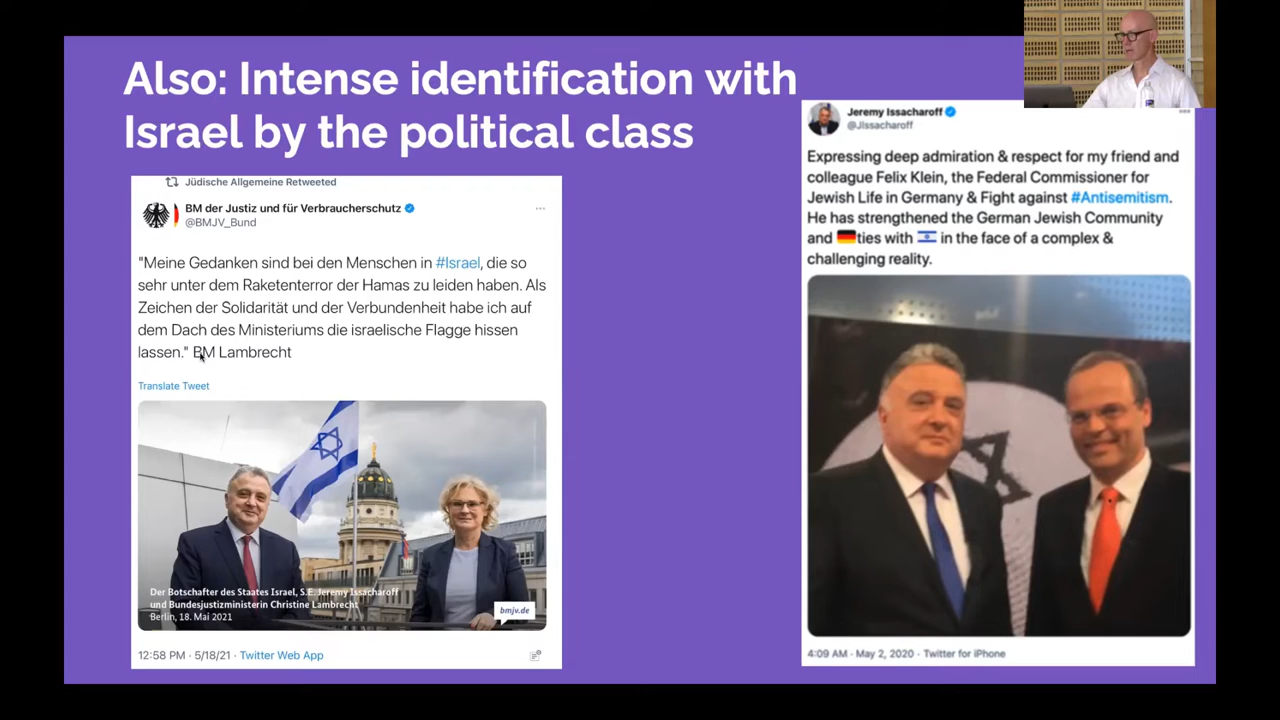 Also: Intense identification with
Israel by the political class
Jüdische Allgemeine Retweeted
BM der Justiz und für Verbraucherschutz
@BMJV_Bund
"Meine Gedanken sind bei den Menschen in #Israel, die so
sehr unter dem Raketenterror der Hamas zu leiden haben. Als
Zeichen der Solidarität und der Verbundenheit habe ich auf
dem Dach des Ministeriums die israelische Flagge hissen
lassen." BM Lambrecht
Translate Tweet
Der Botschafter des Staates Israel, S.E. Jeremy Issacharoff
und Bundesjustizministerin Christine Lambrecht
Berlin, 18. Mai 2021
bmjv.de
12:58 PM · 5/18/21 · Twitter Web App
Jeremy Issacharoff
@JIssacharoff
Expressing deep admiration & respect for my friend and
colleague Felix Klein, the Federal Commissioner for
Jewish Life in Germany & Fight against #Antisemitism.
He has strengthened the German Jewish Community
and 🇩🇪ties with 🇮🇱 in the face of a complex &
challenging reality.
4:09 AM · May 2, 2020 · Twitter for iPhone